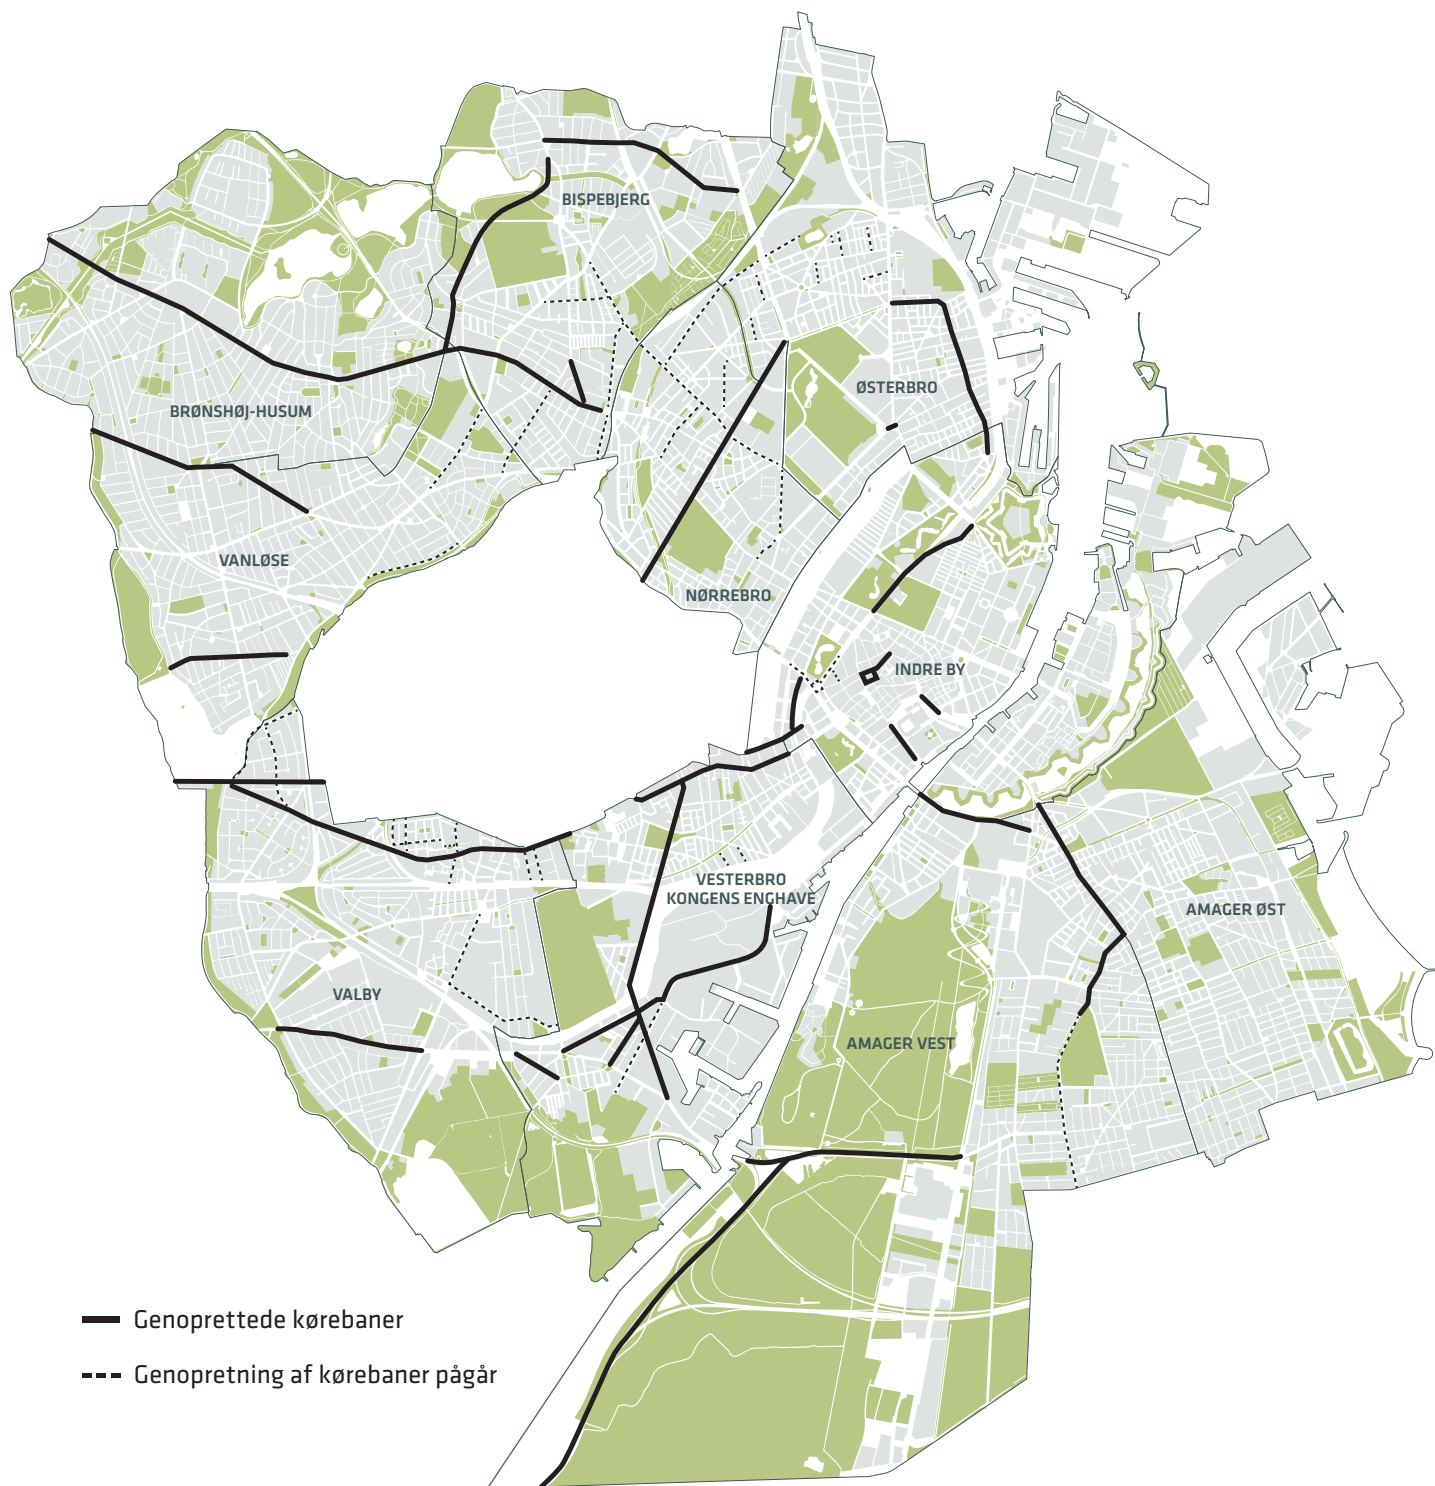 BISPEBJERG
ØSTERBRO
BRØNSHØJ-HUSUM
VANLØSE
NØRREBRO
INDRE BY
VESTERBRO
KONGENS ENGHAVE
AMAGER ØST
VALBY
AMAGER VEST
Genoprettede kørebaner
Genopretning af kørebaner pågår